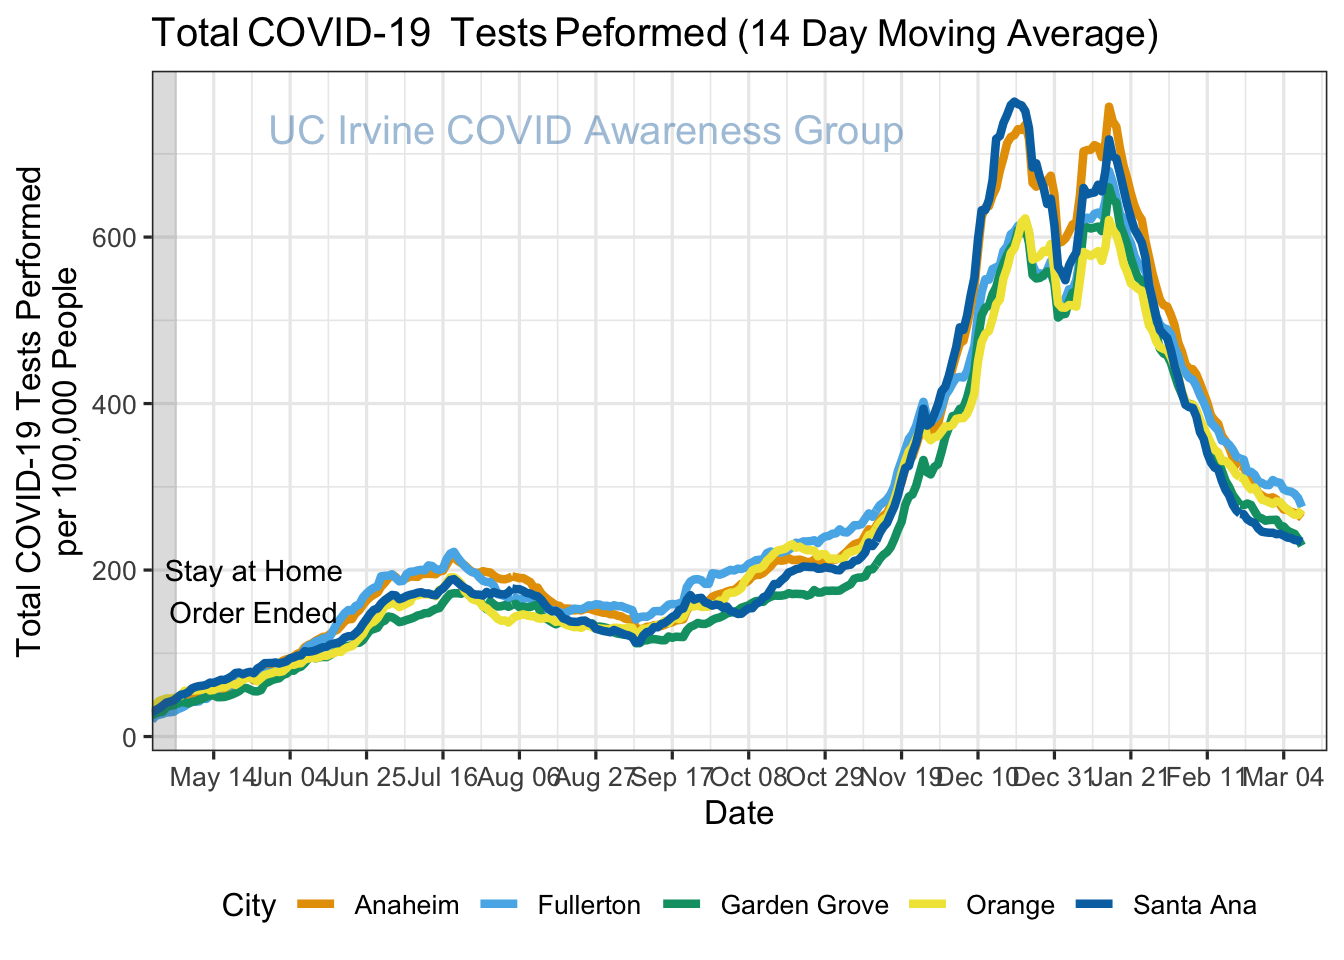 Total COVID-19 Tests Peformed (14 Day Moving Average)
UC Irvine COVID Awareness Group
Total COVID-19 Tests Performed
per 100,000 People
600
400
200
0
Stay at Home
Order Ended
May 14 Jun 04 Jun 25 Jul 16 Aug 06 Aug 27 Sep 17 Oct 08 Oct 29 Nov 19 Dec 10 Dec 31 Jan 21 Feb 11 Mar 04
Date
City Anaheim Fullerton Garden Grove Orange Santa Ana